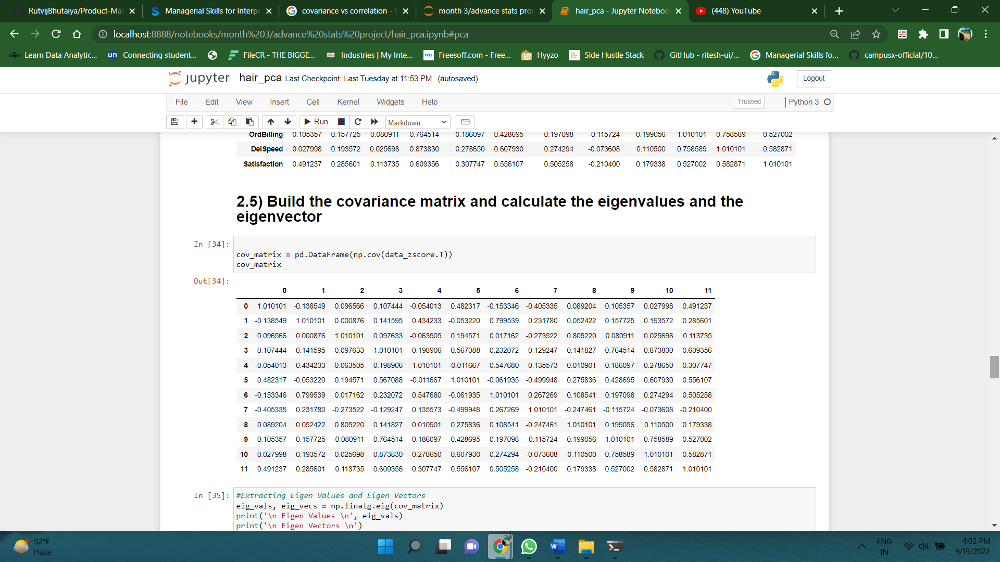 RutvijBhutaiya/Product-Mar
Managerial Skills for Interpe
covariance vs correlation - G
month 3/advance stats proj
hair_pca - Jupyter Noteboo
(448) YouTube
localhost:8888/notebooks/month%203/advance%20stats%20project/hair_pca.ipynb#pca
Learn Data Analytic... un Connecting student... FileCR - THE BIGGE... Industries | My Inte... FREE Freesoff.com - Free... Hy Hyyzo Side Hustle Stack GitHub - ritesh-ui/... Managerial Skills fo... campusx-official/10...
jupyter hair_pca Last Checkpoint: Last Tuesday at 11:53 PM (autosaved) Logout
File Edit View Insert Cell Kernel Widgets Help Trusted Python 3
Run Markdown
OrdBilling 0.105357 0.157725 0.080911 0.764514 0.186097 0.428695 0.197098 -0.115724 0.199056 1.010101 0.758589 0.527002
DelSpeed 0.027998 0.193572 0.025698 0.873830 0.278650 0.607930 0.274294 -0.073608 0.110500 0.758589 1.010101 0.582871
Satisfaction 0.491237 0.285601 0.113735 0.609356 0.307747 0.556107 0.505258 -0.210400 0.179338 0.527002 0.582871 1.010101
2.5) Build the covariance matrix and calculate the eigenvalues and the
eigenvector
In [34]:
cov_matrix = pd.DataFrame(np.cov(data_zscore.T))
cov_matrix
Out[34]:
0 1 2 3 4 5 6 7 8 9 10 11
0 1.010101 -0.138549 0.096566 0.107444 -0.054013 0.482317 -0.153346 -0.405335 0.089204 0.105357 0.027998 0.491237
1 -0.138549 1.010101 0.000876 0.141595 0.434233 -0.053220 0.799539 0.231780 0.052422 0.157725 0.193572 0.285601
2 0.096566 0.000876 1.010101 0.097633 -0.063505 0.194571 0.017162 -0.273522 0.805220 0.080911 0.025698 0.113735
3 0.107444 0.141595 0.097633 1.010101 0.198906 0.567088 0.232072 -0.129247 0.141827 0.764514 0.873830 0.609356
4 -0.054013 0.434233 -0.063505 0.198906 1.010101 -0.011667 0.547680 0.135573 0.010901 0.186097 0.278650 0.307747
5 0.482317 -0.053220 0.194571 0.567088 -0.011667 1.010101 -0.061935 -0.499948 0.275836 0.428695 0.607930 0.556107
6 -0.153346 0.799539 0.017162 0.232072 0.547680 -0.061935 1.010101 0.267269 0.108541 0.197098 0.274294 0.505258
7 -0.405335 0.231780 -0.273522 -0.129247 0.135573 -0.499948 0.267269 1.010101 -0.247461 -0.115724 -0.073608 -0.210400
8 0.089204 0.052422 0.805220 0.141827 0.010901 0.275836 0.108541 -0.247461 1.010101 0.199056 0.110500 0.179338
9 0.105357 0.157725 0.080911 0.764514 0.186097 0.428695 0.197098 -0.115724 0.199056 1.010101 0.758589 0.527002
10 0.027998 0.193572 0.025698 0.873830 0.278650 0.607930 0.274294 -0.073608 0.110500 0.758589 1.010101 0.582871
11 0.491237 0.285601 0.113735 0.609356 0.307747 0.556107 0.505258 -0.210400 0.179338 0.527002 0.582871 1.010101
In [35]: #Extracting Eigen Values and Eigen Vectors
eig_vals, eig_vecs = np.linalg.eig(cov_matrix)
print('\n Eigen Values \n', eig_vals)
print('\n Eigen Vectors \n')
92°F
Haze
ENG
IN
4:02 PM
9/19/2022